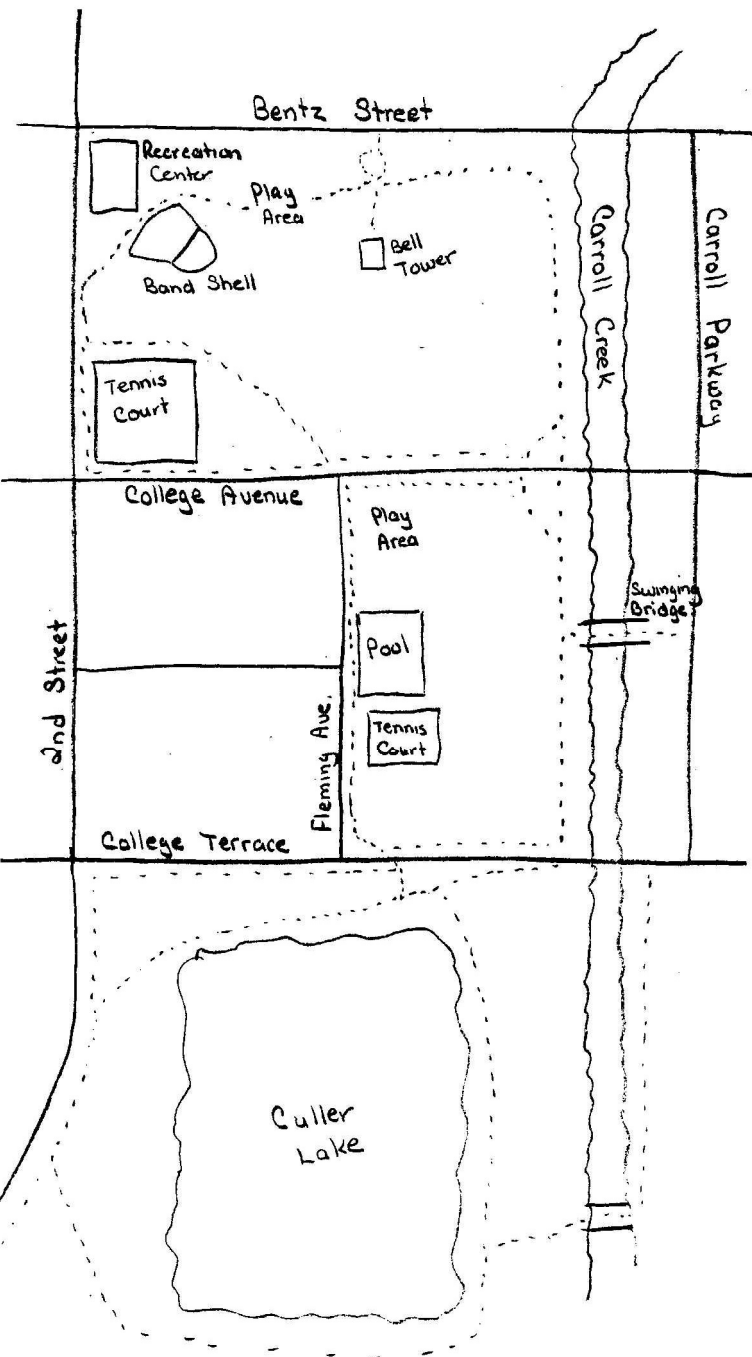 Bentz Street
Recreation
Center
Play
Area
Bell
Tower
Band Shell
Carroll Creek
Carroll Parkway
Tennis
Court
College Avenue
Play
Area
Swinging
Bridge
Pool
2nd Street
Tennis
Court
Fleming Ave.
College Terrace
Culler
Lake